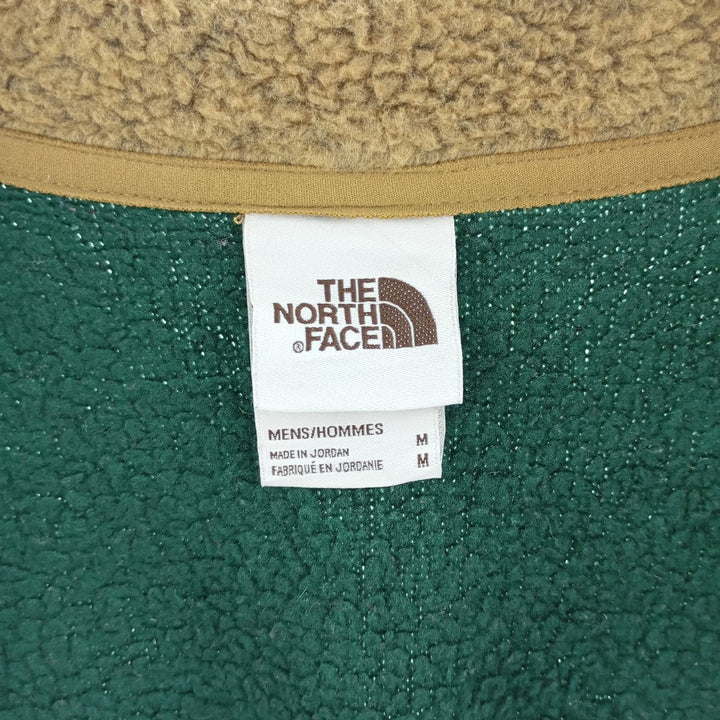 THE
NORTH
®FACE
MENS/HOMMES M
MADE IN JORDAN
FABRIQUÉ EN JORDANIE M